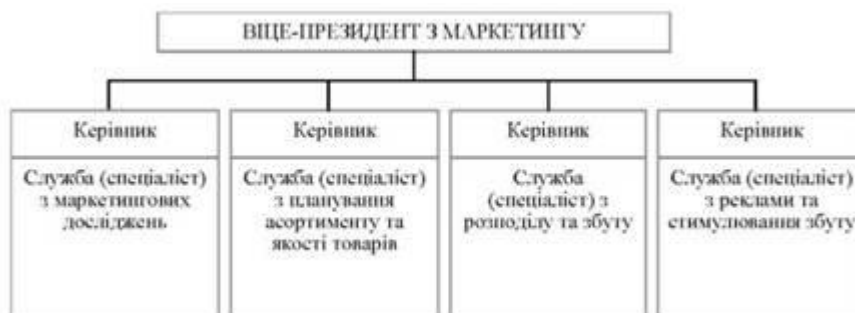 ВІЦЕ-ПРЕЗИДЕНТ З МАРКЕТИНГУ
Керівник
Служба (спеціаліст)
з маркетингових
досліджень
Керівник
Служба (спеціаліст)
з планування
асортименту та
якості товарів
Керівник
Служба
(спеціаліст) з
розподілу та збуту
Керівник
Служба (спеціаліст)
з реклами та
стимулювання збуту